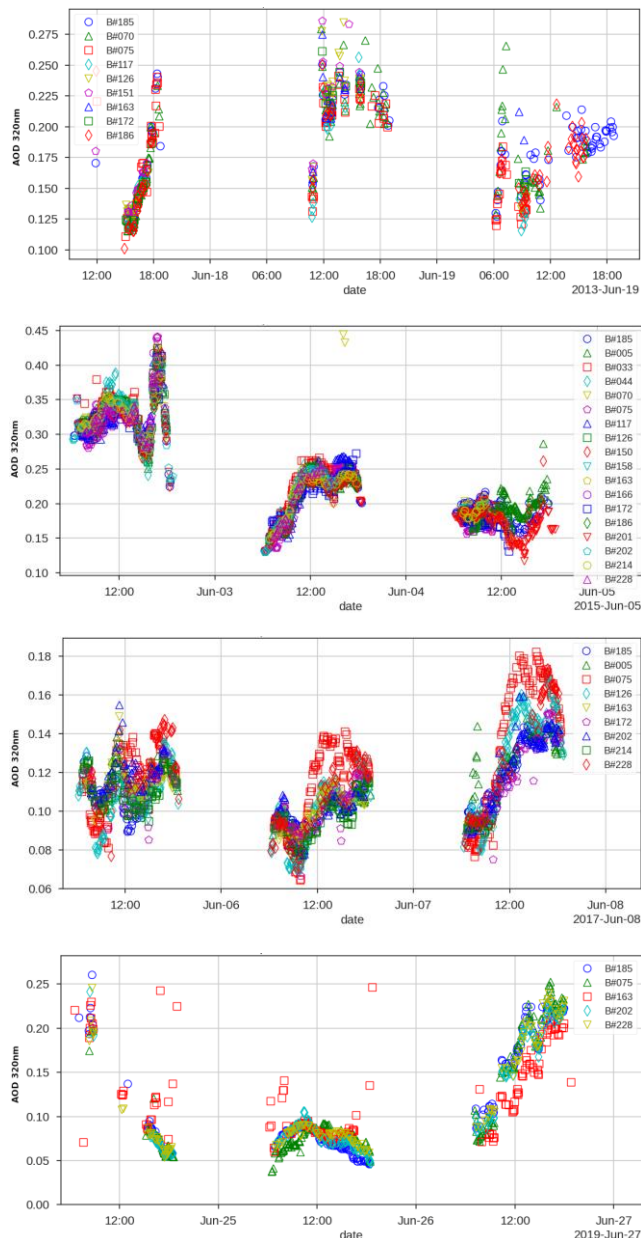 0.275
0.250
0.225
0.200
0.175
0.150
0.125
0.100
AOD 320nm
B#185
B#070
B#075
B#117
B#126
B#151
B#163
B#172
B#186
12:00 18:00 Jun-18 06:00 12:00 18:00 Jun-19 06:00 12:00 18:00
date
2013-Jun-19
0.45
0.40
0.35
0.30
0.25
0.20
0.15
0.10
AOD 320nm
B#185
B#005
B#033
B#044
B#070
B#075
B#117
B#126
B#150
B#158
B#163
B#166
B#172
B#186
B#201
B#202
B#214
B#228
12:00 Jun-03 12:00 Jun-04 12:00 Jun-05
date
2015-Jun-05
0.18
0.16
0.14
0.12
0.10
0.08
0.06
AOD 320nm
B#185
B#005
B#075
B#126
B#163
B#172
B#202
B#214
B#228
12:00 Jun-06 12:00 Jun-07 12:00 Jun-08
date
2017-Jun-08
0.25
0.20
0.15
0.10
0.05
0.00
AOD 320nm
B#185
B#075
B#163
B#202
B#228
12:00 Jun-25 12:00 Jun-26 12:00 Jun-27
date
2019-Jun-27